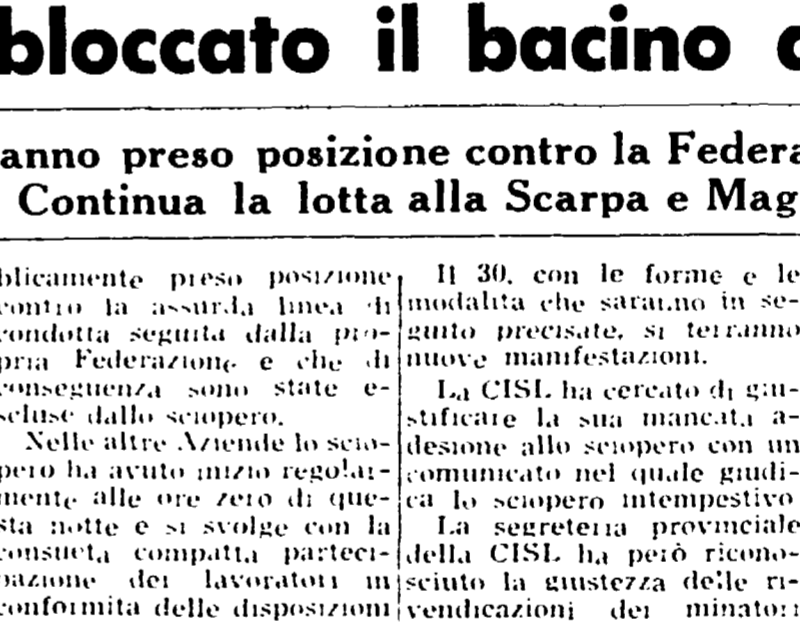 bloccato il bacino
anno preso posizione contro la Federa
Continua la lotta alla Scarpa e Mag
blicamente preso posizione
contro la assurda linea di
condotta seguita dalla pro-
pria Federazione e che di
conseguenza sono state e-
scluse dallo sciopero.
Nelle altre Aziende lo scio-
pero ha avuto inizio regolar-
mente alle ore zero di que-
sta notte e si svolge con la
consueta compatta parteci-
pazione dei lavoratori in
conformita delle disposizioni
Il 30, con le forme e le
modalita che saranno in se-
guito precisate, si terranno
nuove manifestazioni.
La CISL ha cercato di giu-
stificare la sua mancata a-
desione allo sciopero con un
comunicato nel quale giudi-
ca lo sciopero intempestivo
La segreteria provinciale
della CISL ha però ricono-
sciuto la giustezza delle ri-
vendicazioni dei minatori